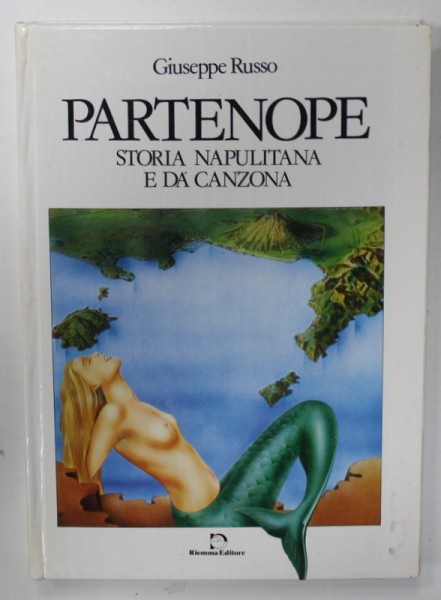 Giuseppe Russo
PARTENOPE
STORIA NAPULITANA
E DA' CANZONA
Riemma Editore